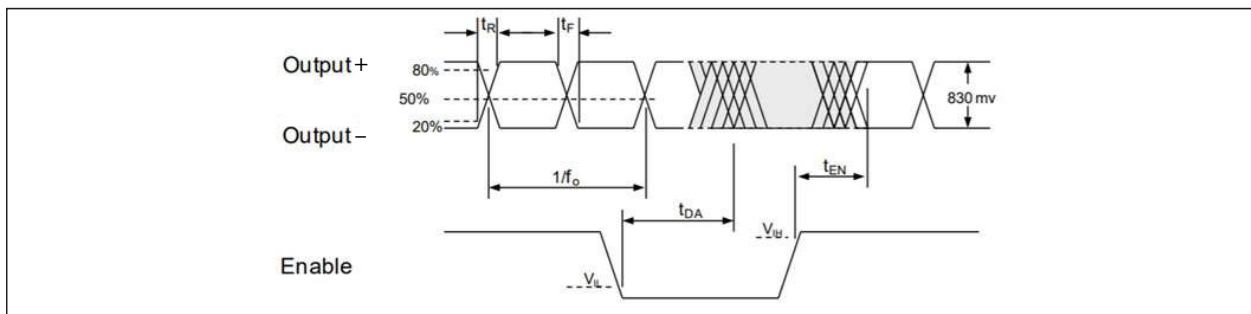 tR tF
Output+
80%
50%
20%
Output–
830 mv
1/fo
tEN
tDA
VIH
Enable
VIL